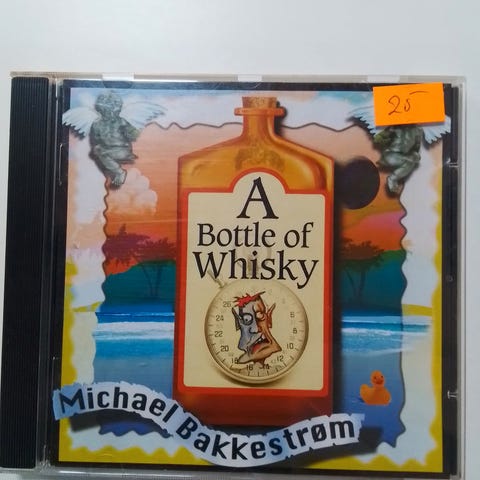 25
A
Bottle of
Whisky
Michael Bakkestrøm